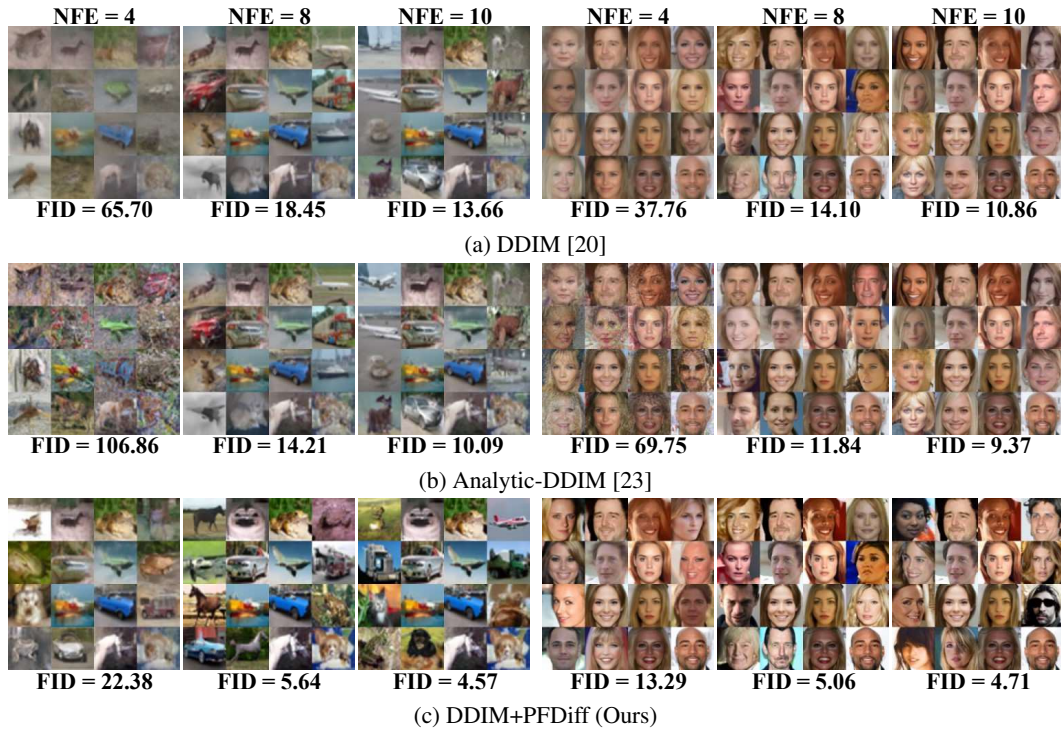 NFE = 4 NFE = 8 NFE = 10 NFE = 4 NFE = 8 NFE = 10
FID = 65.70 FID = 18.45 FID = 13.66 FID = 37.76 FID = 14.10 FID = 10.86
(a) DDIM [20]
FID = 106.86 FID = 14.21 FID = 10.09 FID = 69.75 FID = 11.84 FID = 9.37
(b) Analytic-DDIM [23]
FID = 22.38 FID = 5.64 FID = 4.57 FID = 13.29 FID = 5.06 FID = 4.71
(c) DDIM+PFDiff (Ours)